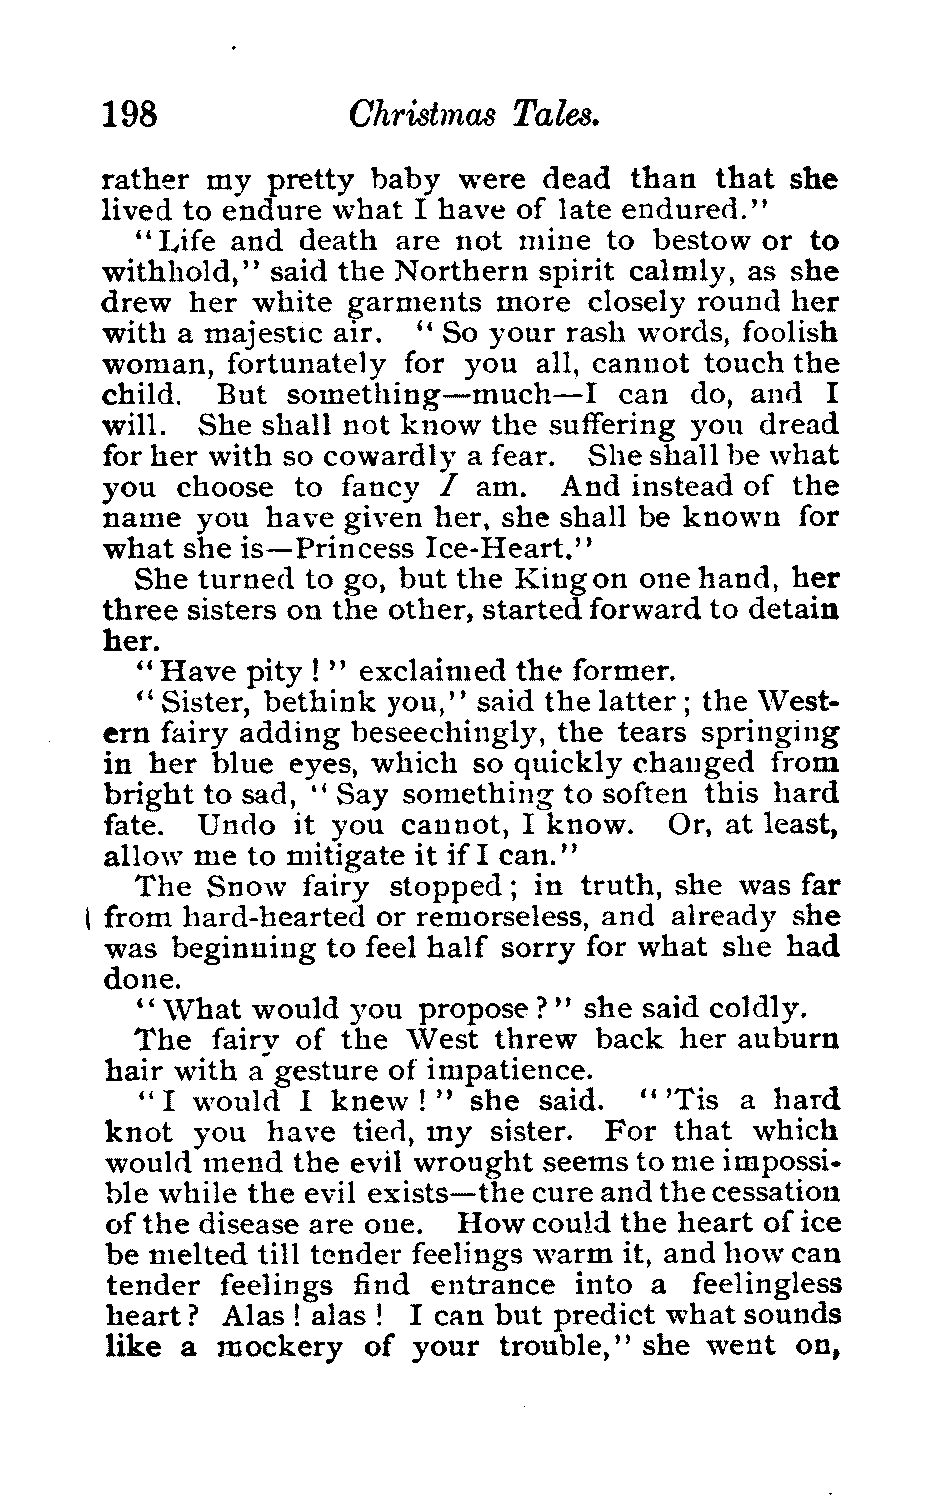 198 Christmas Tales.
rather my pretty baby were dead than that she
lived to endure what I have of late endured."
"Life and death are not mine to bestow or to
withhold," said the Northern spirit calmly, as she
drew her white garments more closely round her
with a majestic air. "So your rash words, foolish
woman, fortunately for you all, cannot touch the
child. But something—much—I can do, and I
will. She shall not know the suffering you dread
for her with so cowardly a fear. She shall be what
you choose to fancy I am. And instead of the
name you have given her, she shall be known for
what she is—Princess Ice-Heart."
She turned to go, but the King on one hand, her
three sisters on the other, started forward to detain
her.
"Have pity!" exclaimed the former.
"Sister, bethink you," said the latter; the West-
ern fairy adding beseechingly, the tears springing
in her blue eyes, which so quickly changed from
bright to sad, "Say something to soften this hard
fate. Undo it you cannot, I know. Or, at least,
allow me to mitigate it if I can."
The Snow fairy stopped; in truth, she was far
from hard-hearted or remorseless, and already she
was beginning to feel half sorry for what she had
done.
"What would you propose?" she said coldly.
The fairy of the West threw back her auburn
hair with a gesture of impatience.
"I would I knew!" she said. "'Tis a hard
knot you have tied, my sister. For that which
would mend the evil wrought seems to me impossi-
ble while the evil exists—the cure and the cessation
of the disease are one. How could the heart of ice
be melted till tender feelings warm it, and how can
tender feelings find entrance into a feelingless
heart? Alas! alas! I can but predict what sounds
like a mockery of your trouble," she went on,